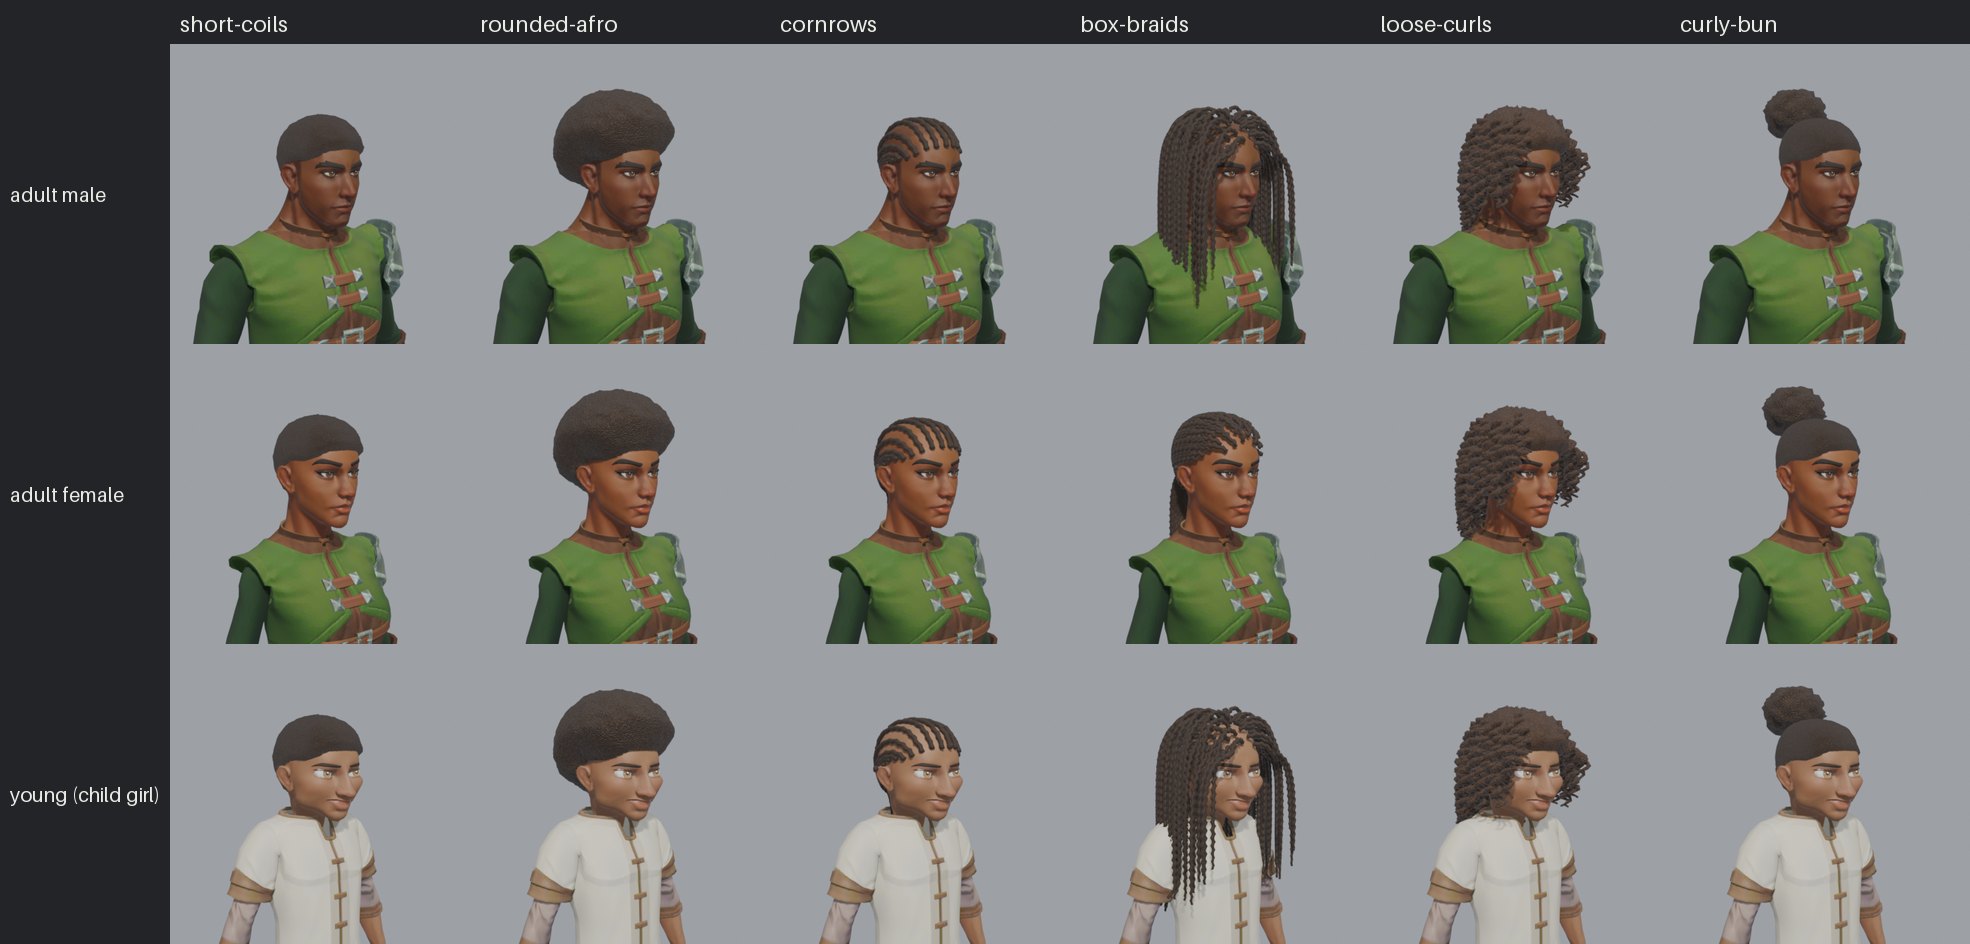 short-coils
rounded-afro
cornrows
box-braids
loose-curls
curly-bun
adult male
adult female
young (child girl)